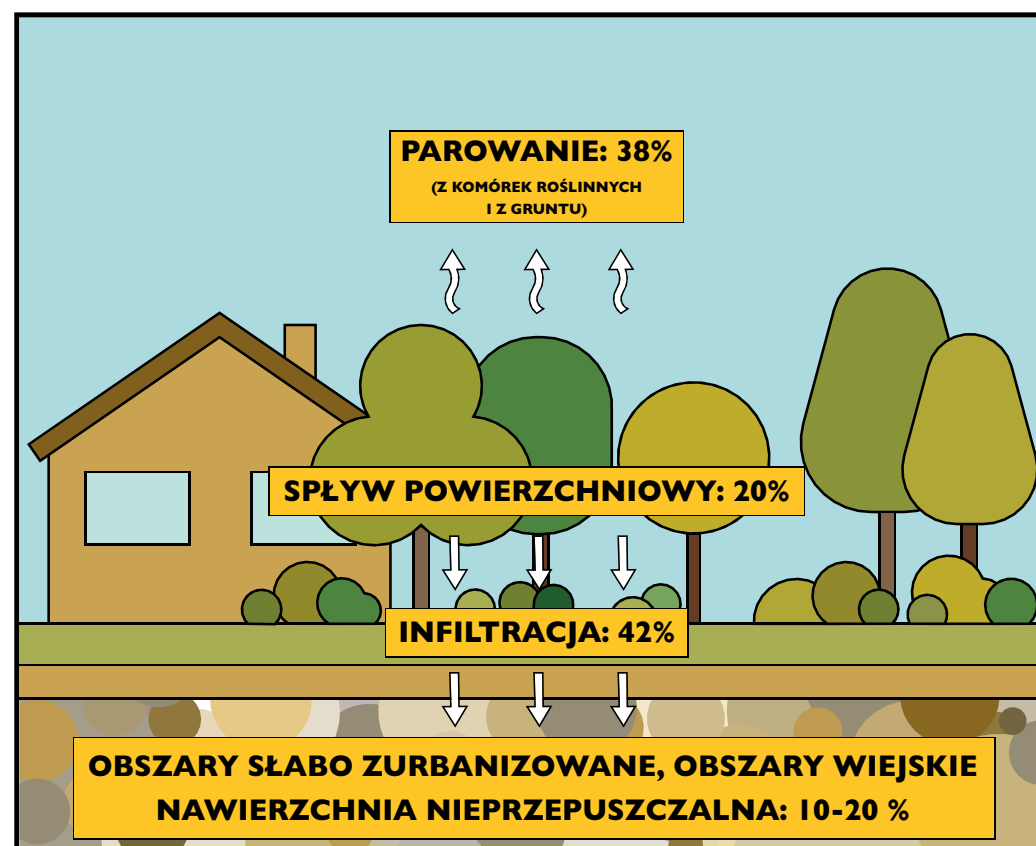 PAROWANIE: 38%
(Z KOMÓREK ROŚLINNYCH
I Z GRUNTU)
SPŁYW POWIERZCHNIOWY: 20%
INFILTRACJA: 42%
OBSZARY SŁABO ZURBANIZOWANE, OBSZARY WIEJSKIE
NAWIERZCHNIA NIEPRZEPUSZCZALNA: 10-20 %